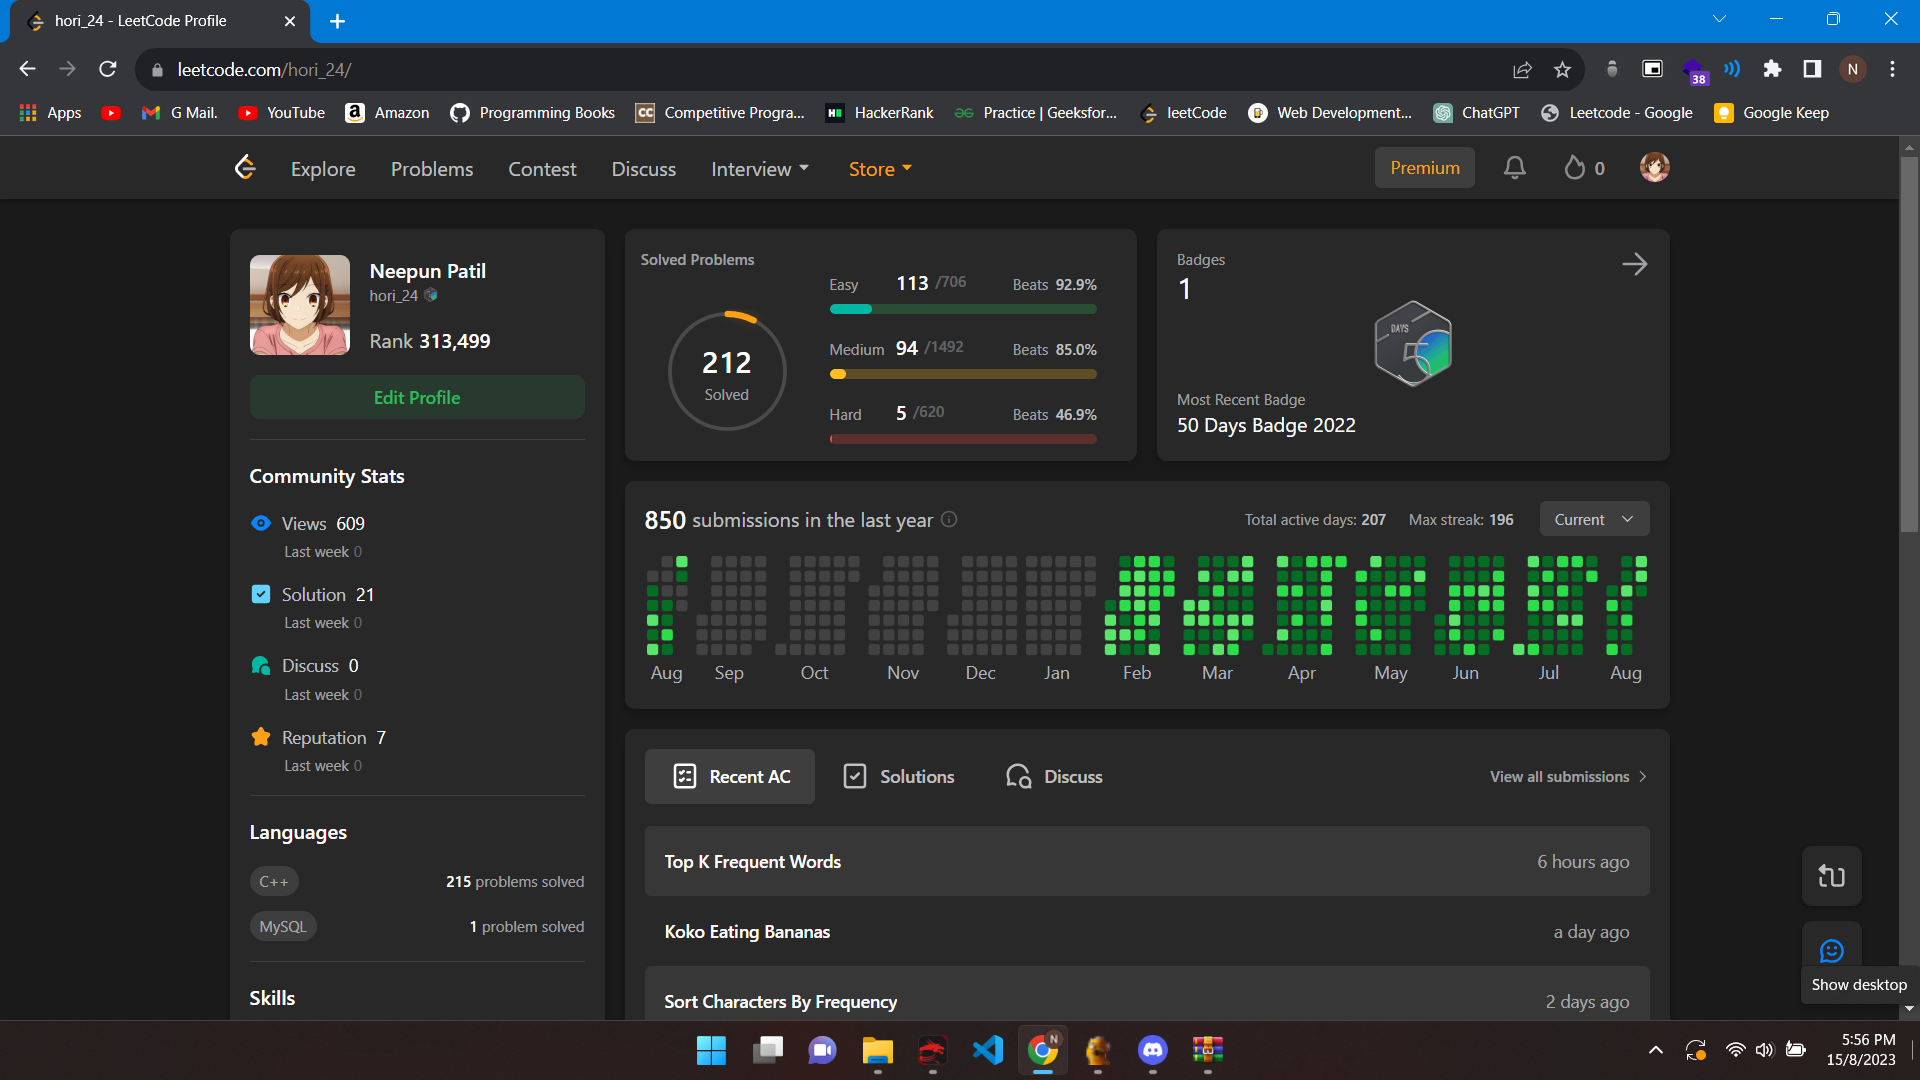 hori_24 - LeetCode Profile
leetcode.com/hori_24/
38
N
Apps
G Mail.
YouTube
Amazon
Programming Books
Competitive Progra...
HackerRank
Practice | Geeksfor...
leetCode
Web Development...
ChatGPT
Leetcode - Google
Google Keep
Explore
Problems
Contest
Discuss
Interview
Store
Premium
0
Neepun Patil
hori_24
Rank 313,499
Edit Profile
Community Stats
Views 609
Last week 0
Solution 21
Last week 0
Discuss 0
Last week 0
Reputation 7
Last week 0
Languages
C++
215 problems solved
MySQL
1 problem solved
Skills
Solved Problems
212
Solved
Easy 113 /706 Beats 92.9%
Medium 94 /1492 Beats 85.0%
Hard 5 /620 Beats 46.9%
Badges
1
DAYS
50
Most Recent Badge
50 Days Badge 2022
850 submissions in the last year
Total active days: 207
Max streak: 196
Current
Aug Sep Oct Nov Dec Jan Feb Mar Apr May Jun Jul Aug
Recent AC
Solutions
Discuss
View all submissions
Top K Frequent Words 6 hours ago
Koko Eating Bananas a day ago
Sort Characters By Frequency 2 days ago
Show desktop
N
5:56 PM
15/8/2023